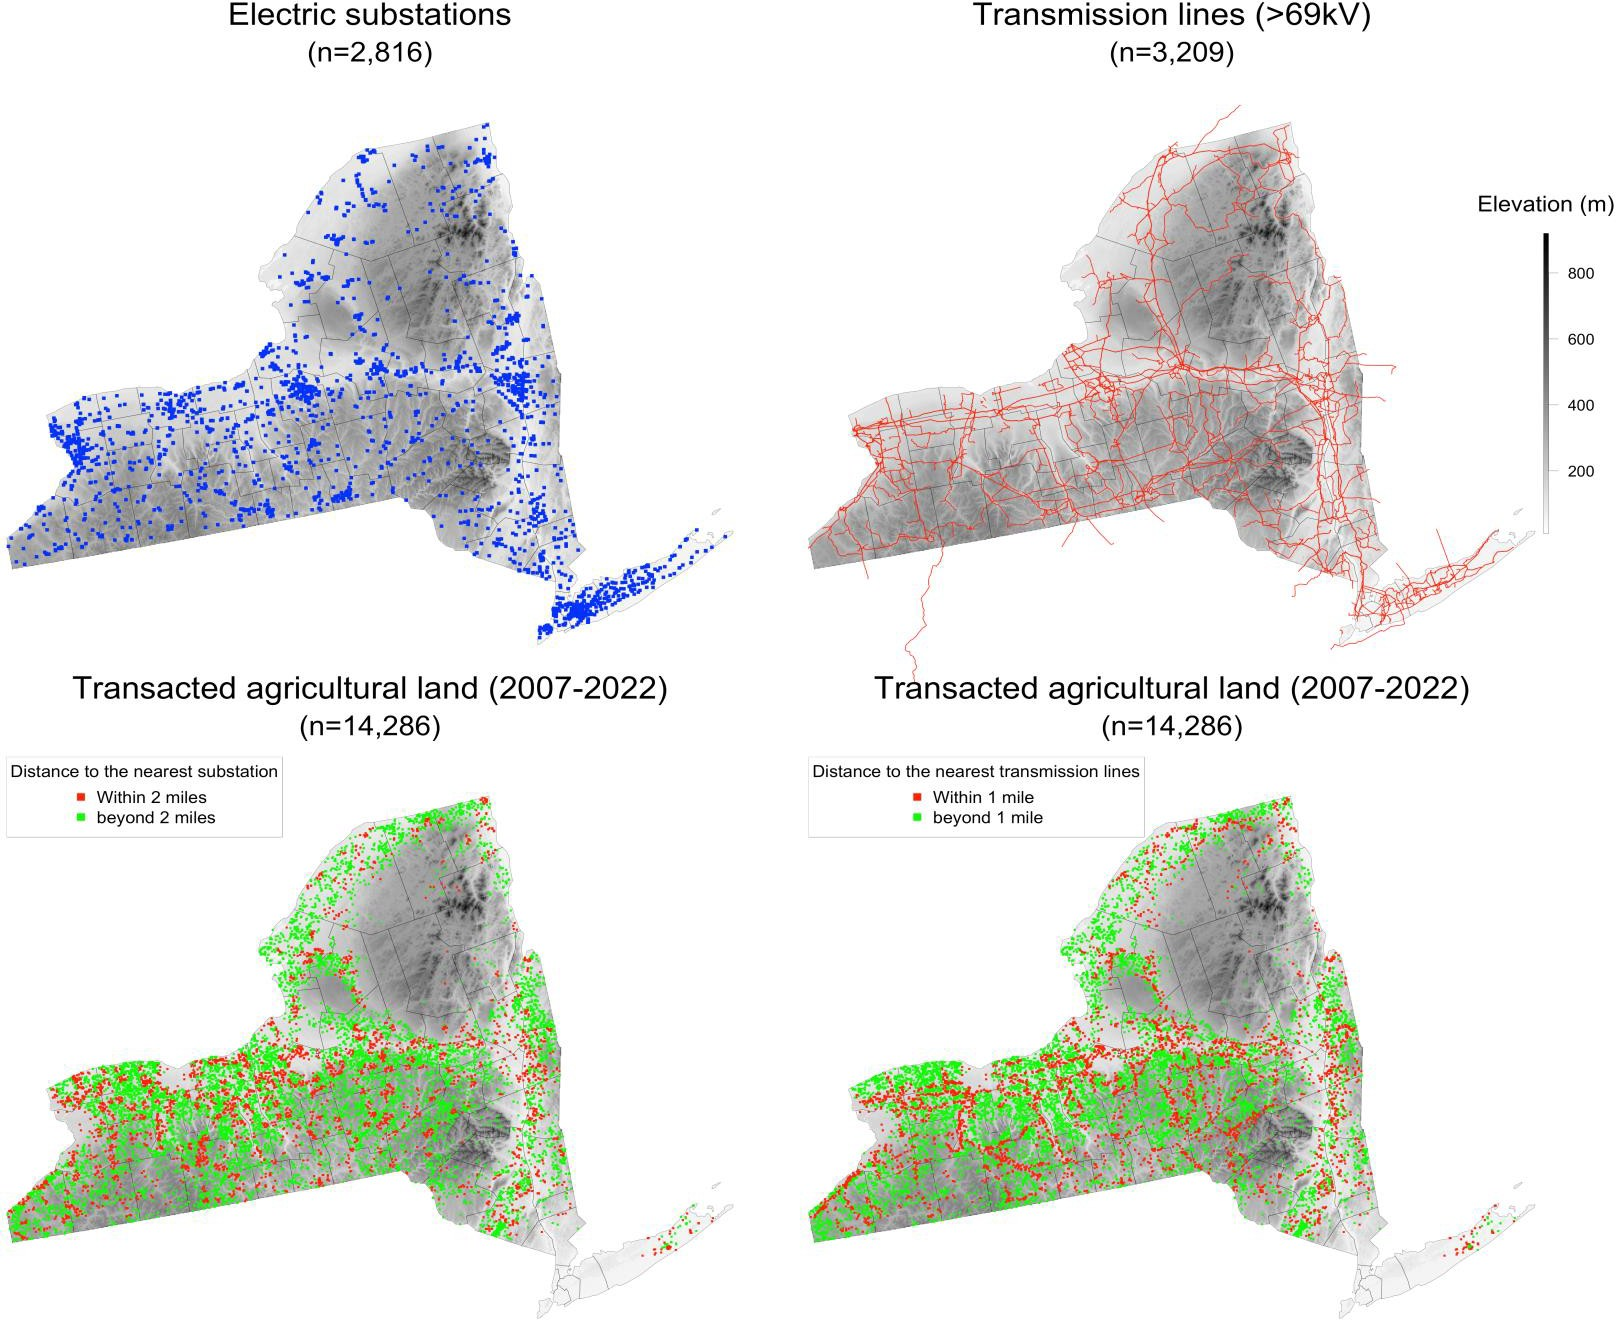 Electric substations
(n=2,816)
Transmission lines (>69kV)
(n=3,209)
Elevation (m)
800
600
400
200
Transacted agricultural land (2007-2022)
(n=14,286)
Distance to the nearest substation
Within 2 miles
beyond 2 miles
Transacted agricultural land (2007-2022)
(n=14,286)
Distance to the nearest transmission lines
Within 1 mile
beyond 1 mile